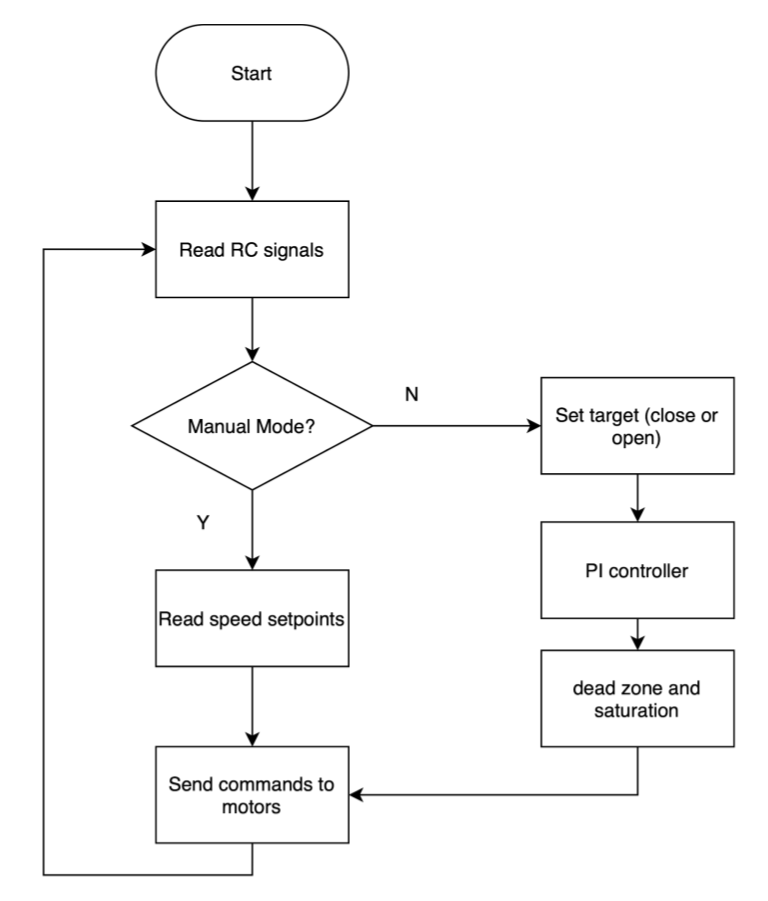 Start
Read RC signals
Manual Mode?
N
Set target (close or
open)
PI controller
dead zone and
saturation
Y
Read speed setpoints
Send commands to
motors